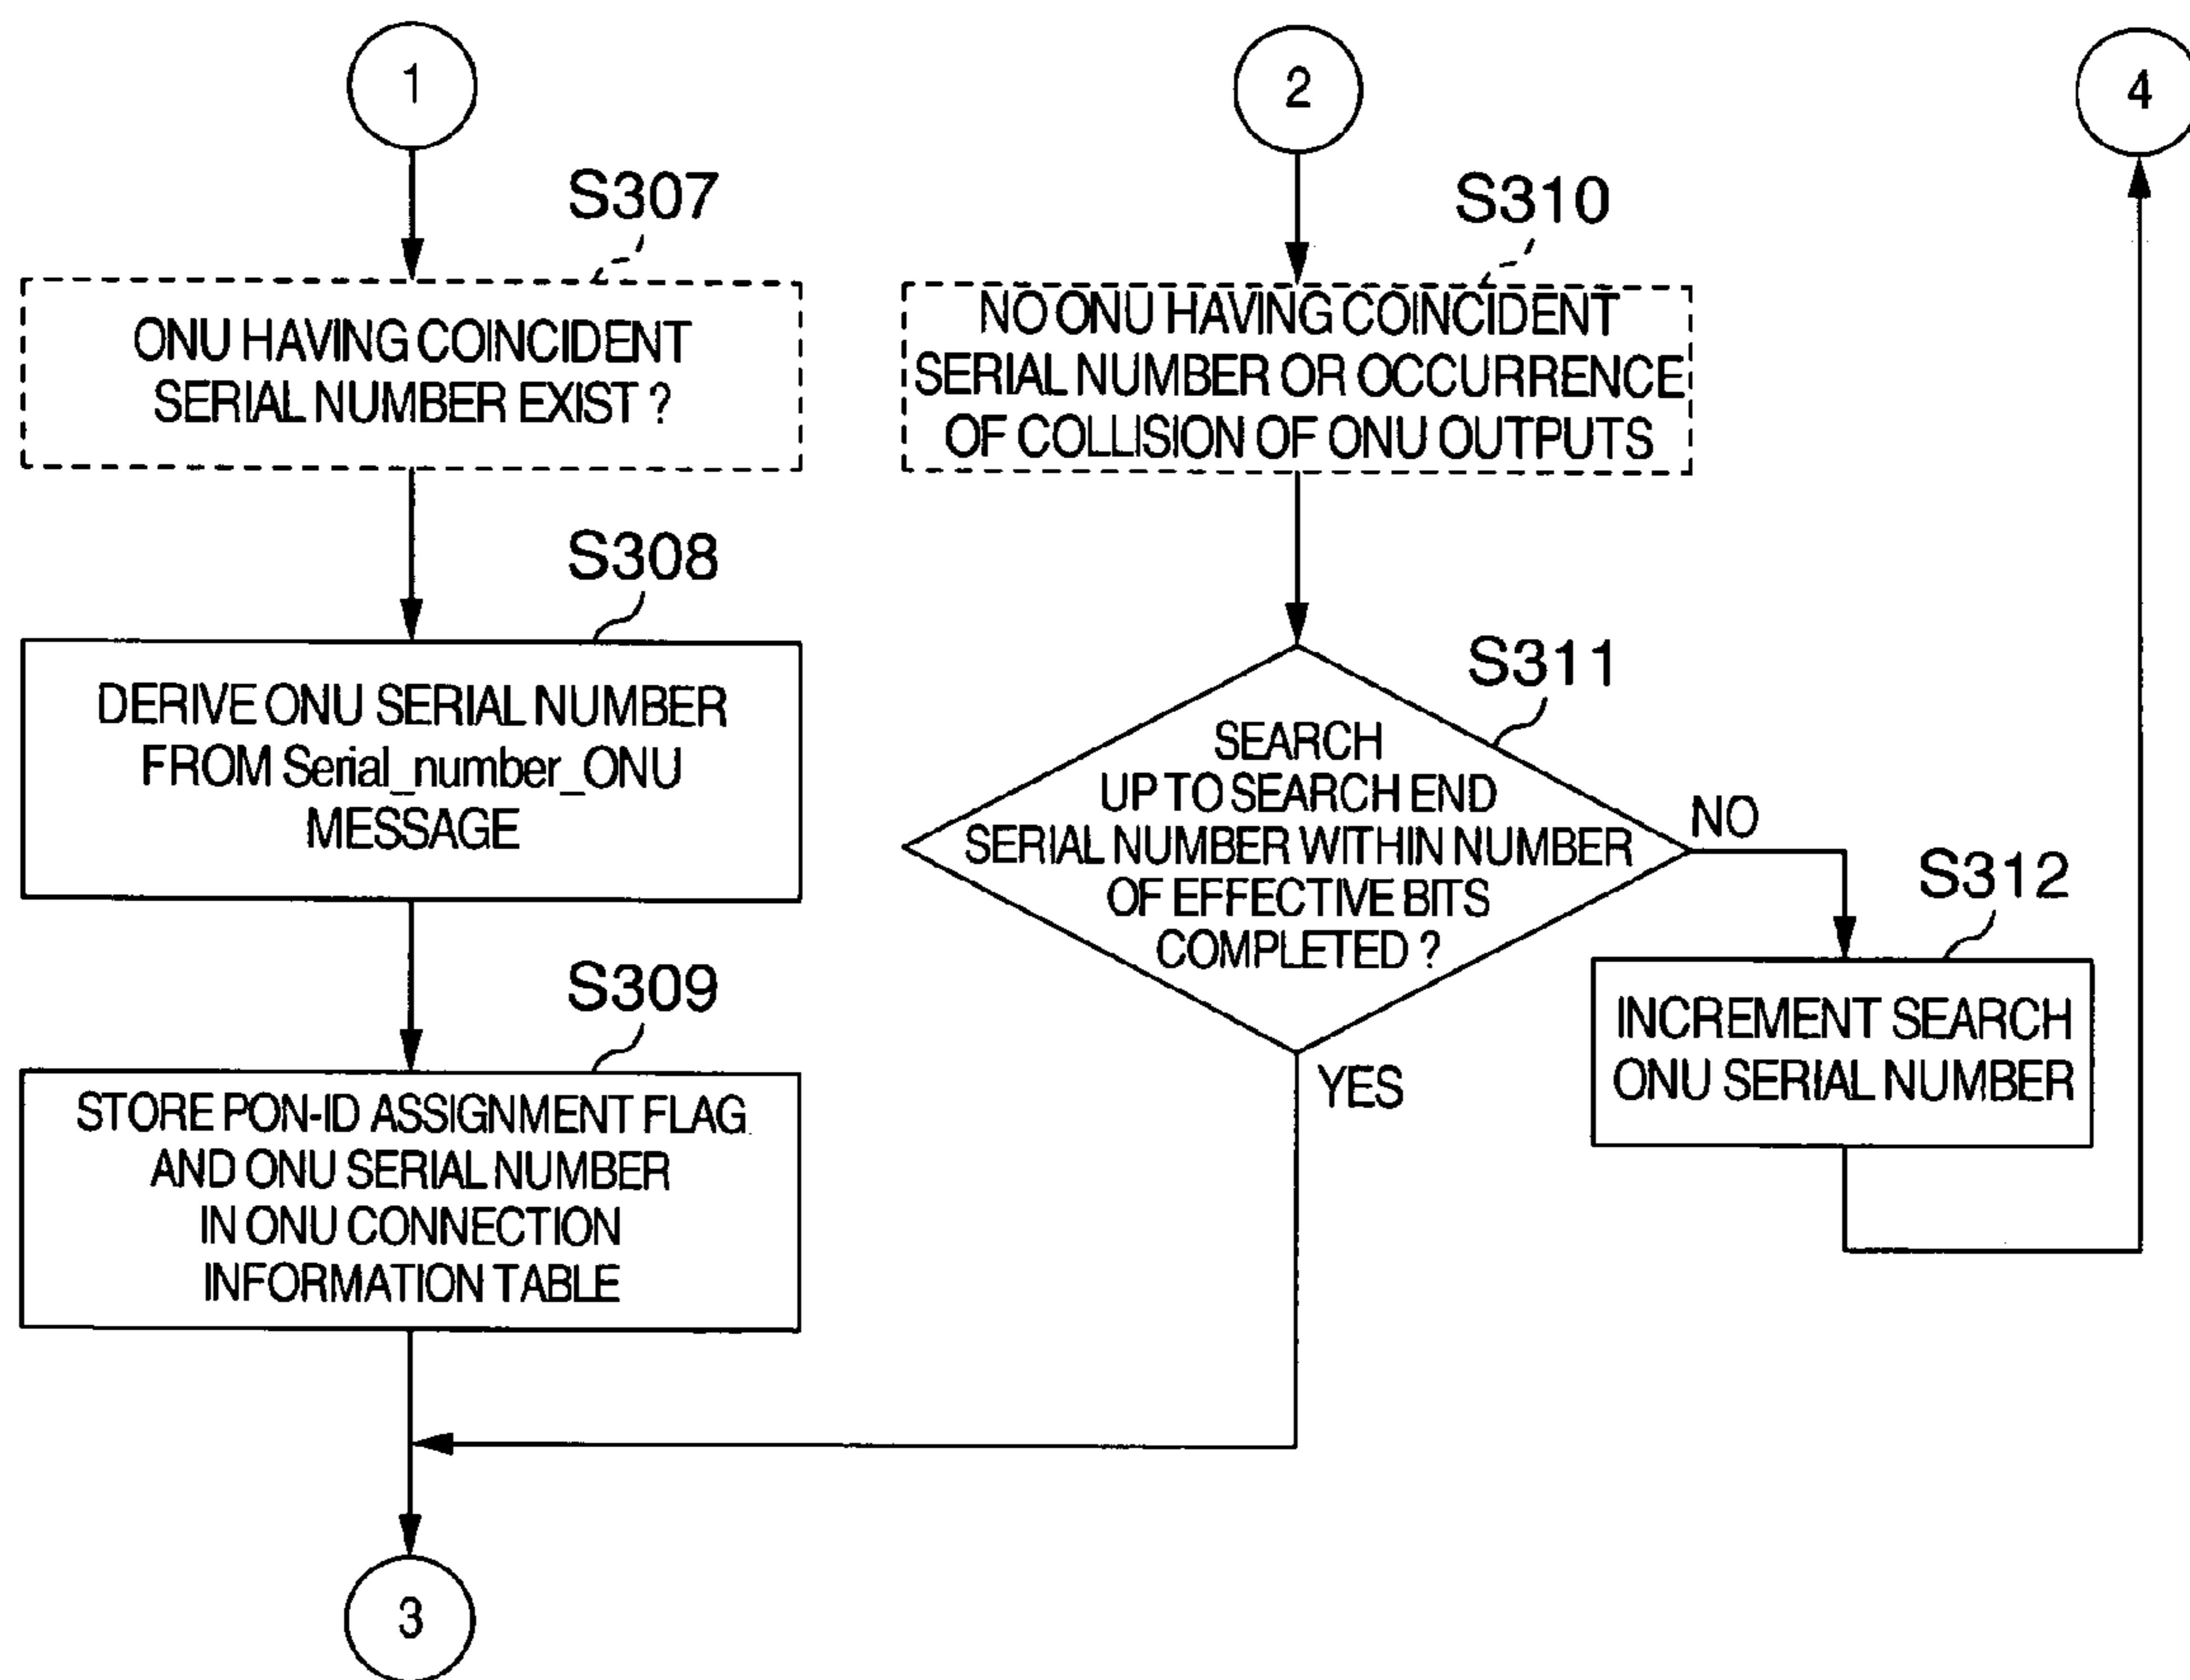 1
S307
ONU HAVING COINCIDENT
SERIAL NUMBER EXIST ?
S308
DERIVE ONU SERIAL NUMBER
FROM Serial_number_ONU
MESSAGE
S309
STORE PON-ID ASSIGNMENT FLAG
AND ONU SERIAL NUMBER
IN ONU CONNECTION
INFORMATION TABLE
3
2
S310
NO ONU HAVING COINCIDENT
SERIAL NUMBER OR OCCURRENCE
OF COLLISION OF ONU OUTPUTS
S311
SEARCH
UP TO SEARCH END
SERIAL NUMBER WITHIN NUMBER
OF EFFECTIVE BITS
COMPLETED ?
NO
YES
S312
INCREMENT SEARCH
ONU SERIAL NUMBER
4